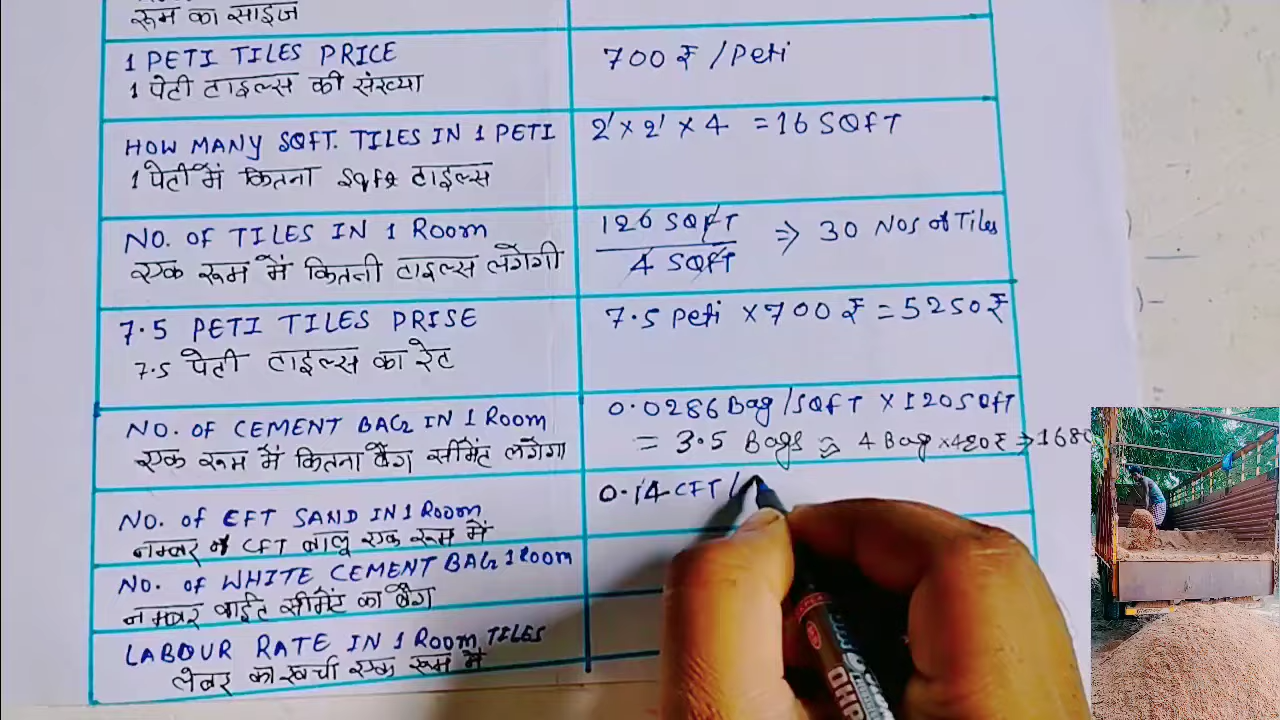 रूम का साइज
1 PETI TILES PRICE
1 पेटी टाइल्स की संख्या
700 ₹ /Peti
HOW MANY SQFT. TILES IN 1 PETI
1 पेटी में कितना sqft टाइल्स
2' x 2' x 4 = 16 SQFT
NO. OF TILES IN 1 ROOM
एक रूम में कितनी टाइल्स लगेगी
120 SQFT
4 SQFT
⇒ 30 Nos of Tiles
7.5 PETI TILES PRISE
7.5 पेटी टाइल्स का रेट
7.5 Peti x 700 ₹ = 5250 ₹
NO. OF CEMENT BAG IN 1 ROOM
एक रूम में कितना बैग सीमेंट लगेगा
0.0286 Bag/SQFT x 120 SQFT
= 3.5 Bags ≈ 4 Bag x 420 ₹ ⇒ 1680
NO. of CFT SAND IN 1 ROOM
नम्बर of CFT बालू एक रूम में
0.14 CFT /
NO. of WHITE CEMENT BAG 1 ROOM
नम्बर वाईट सीमेंट का बैग
LABOUR RATE IN 1 ROOM TILES
लेबर का खर्चा एक रूम में
OHP